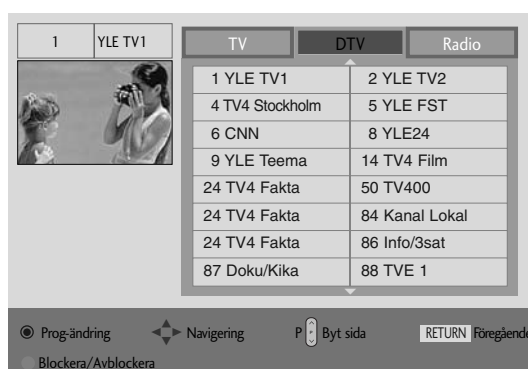 1 YLE TV1
TV DTV Radio
1 YLE TV1 2 YLE TV2
4 TV4 Stockholm 5 YLE FST
6 CNN 8 YLE24
9 YLE Teema 14 TV4 Film
24 TV4 Fakta 50 TV400
24 TV4 Fakta 84 Kanal Lokal
24 TV4 Fakta 86 Info/3sat
87 Doku/Kika 88 TVE 1
Prog-ändring Navigering P Byt sida RETURN Föregående
Blockera/Avblockera